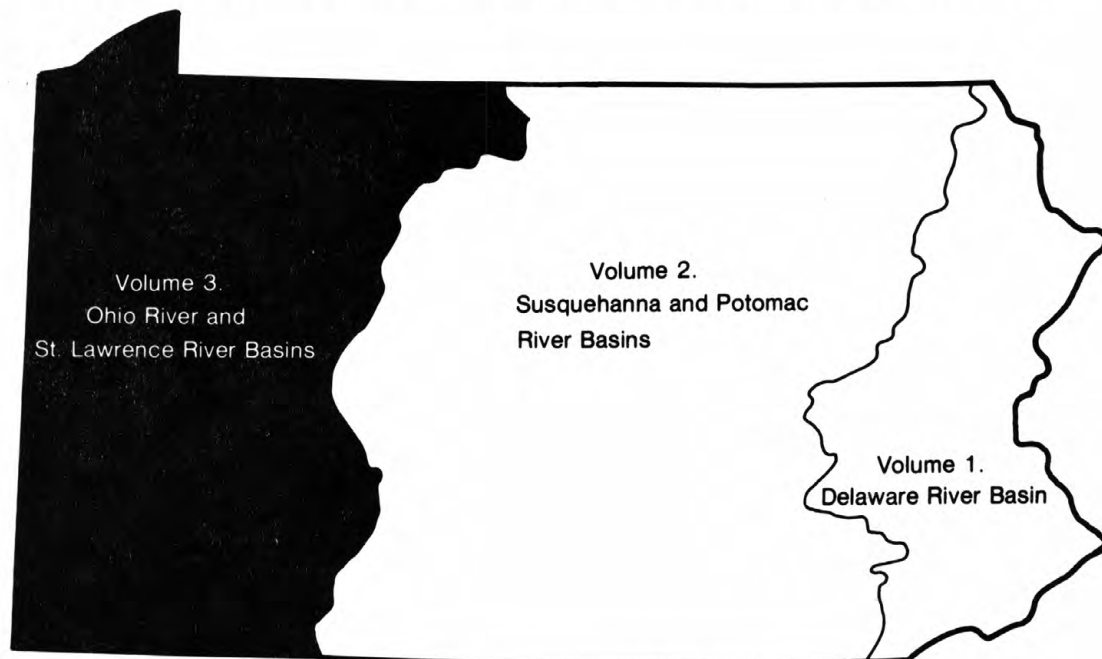 Volume 3.
Ohio River and
St. Lawrence River Basins
Volume 2.
Susquehanna and Potomac
River Basins
Volume 1.
Delaware River Basin